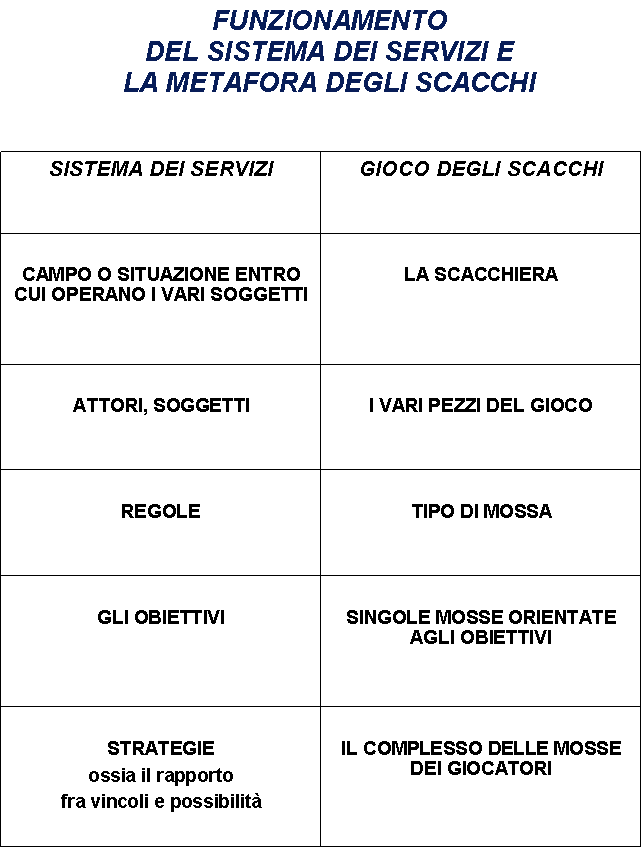 FUNZIONAMENTO
DEL SISTEMA DEI SERVIZI E
LA METAFORA DEGLI SCACCHI
SISTEMA DEI SERVIZI
GIOCO DEGLI SCACCHI
CAMPO O SITUAZIONE ENTRO
CUI OPERANO I VARI SOGGETTI
LA SCACCHIERA
ATTORI, SOGGETTI
I VARI PEZZI DEL GIOCO
REGOLE
TIPO DI MOSSA
GLI OBIETTIVI
SINGOLE MOSSE ORIENTATE
AGLI OBIETTIVI
STRATEGIE
ossia il rapporto
fra vincoli e possibilità
IL COMPLESSO DELLE MOSSE
DEI GIOCATORI